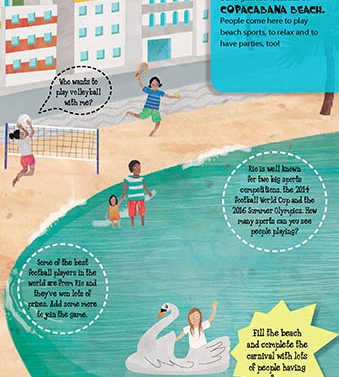 COPACABANA BEACH.
People come here to play
beach sports, to relax and to
have parties, too!
Who wants to
play volleyball
with me?
Rio is well known
for two big sports
competitions, the 2014
Football World Cup and the
2016 Summer Olympics. How
many sports can you see
people playing?
Some of the best
football players in the
world are from Rio and
they've won lots of
prizes. Add some more
to join the game.
Fill the beach
and complete the
carnival with lots
of people having